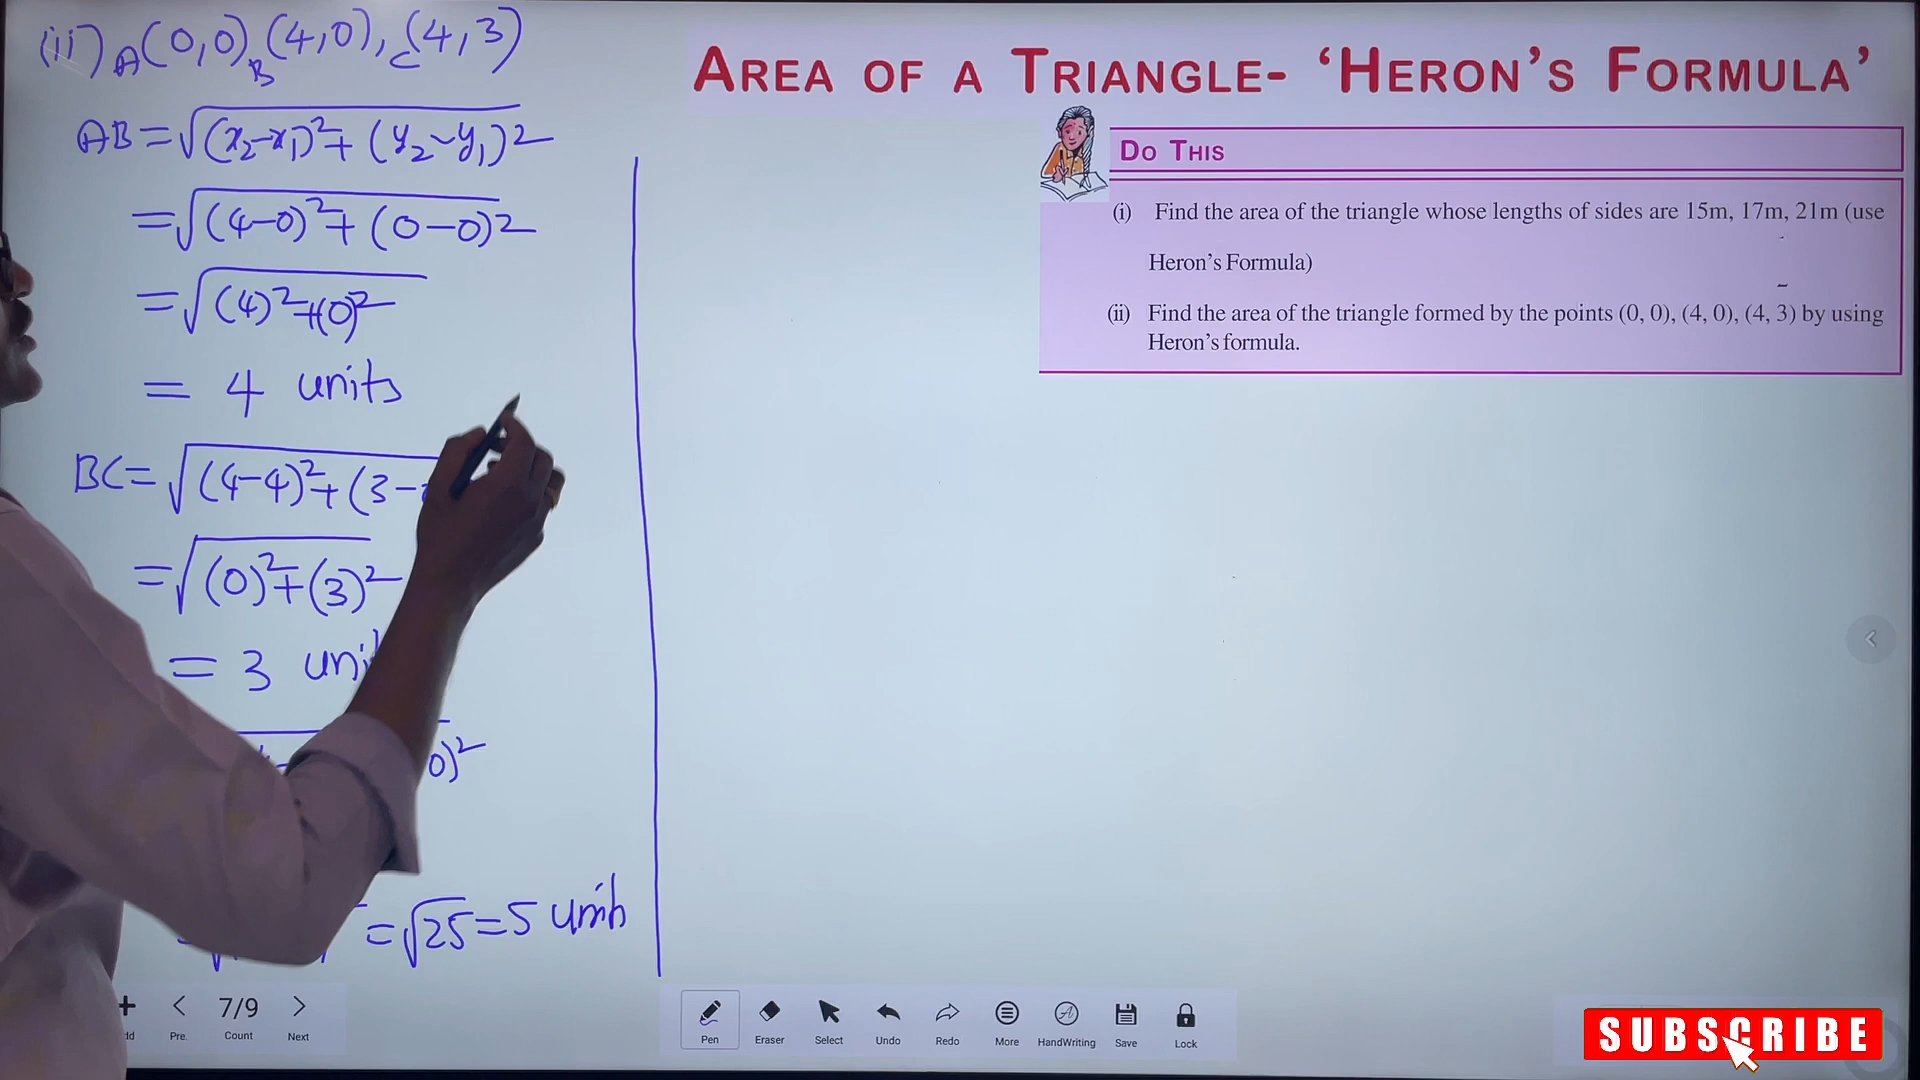 (ii) A(0,0) B(4,0), C(4,3)
AB = √(x₂-x₁)² + (y₂-y₁)²
= √(4-0)² + (0-0)²
= √(4)² + (0)²
= 4 units
BC = √(4-4)² + (3-
= √(0)² + (3)²
= 3 uni
0)²
= √25 = 5 units
AREA OF A TRIANGLE- ‘HERON’S FORMULA’
DO THIS
(i) Find the area of the triangle whose lengths of sides are 15m, 17m, 21m (use
Heron’s Formula)
(ii) Find the area of the triangle formed by the points (0, 0), (4, 0), (4, 3) by using
Heron’s formula.
7/9
Pre. Count Next
Pen Eraser Select Undo Redo More HandWriting Save Lock
SUBSCRIBE